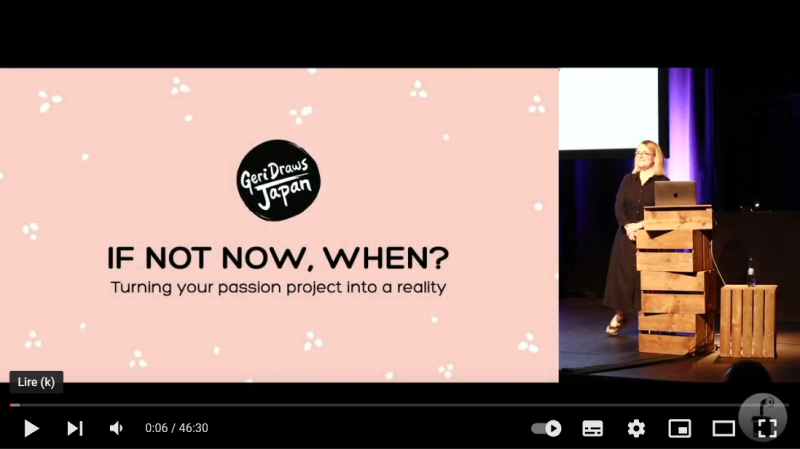 Geri Draws
Japan
IF NOT NOW, WHEN?
Turning your passion project into a reality
Lire (k)
0:06 / 46:30